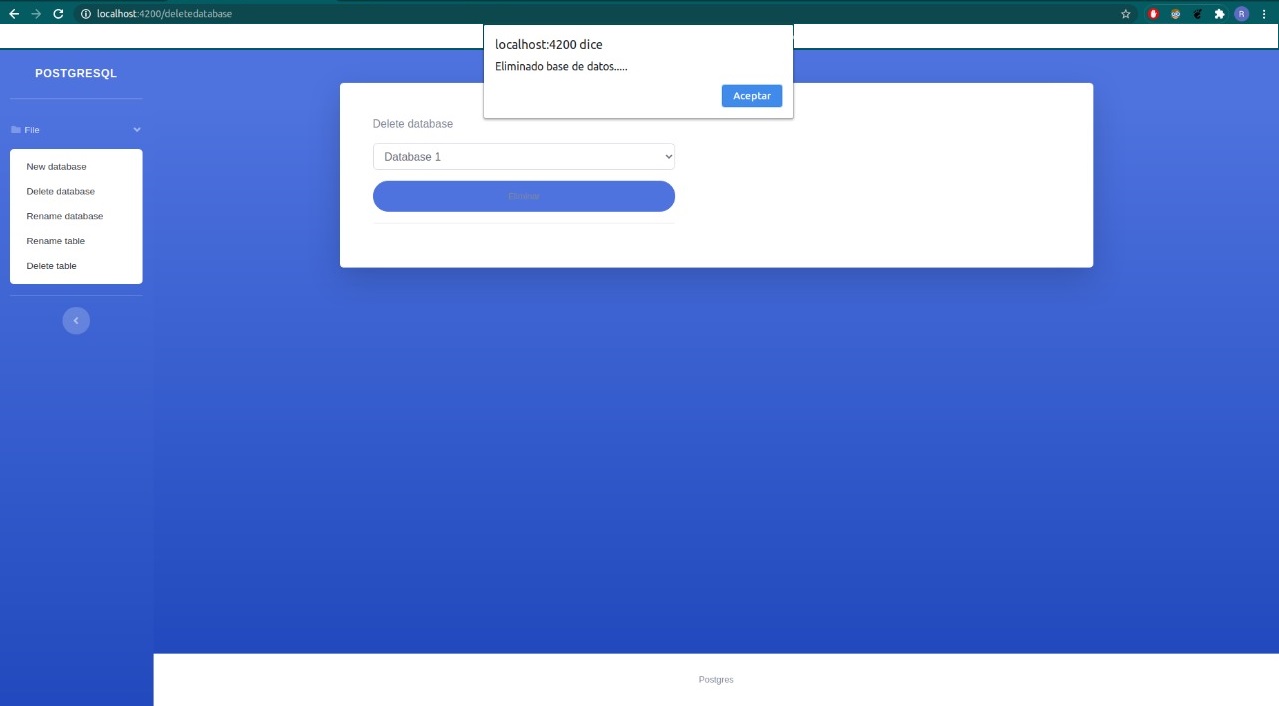 localhost:4200/deletedatabase
R
localhost:4200 dice
Eliminado base de datos.....
Aceptar
POSTGRESQL
File
New database
Delete database
Rename database
Rename table
Delete table
Delete database
Database 1
Eliminar
Postgres